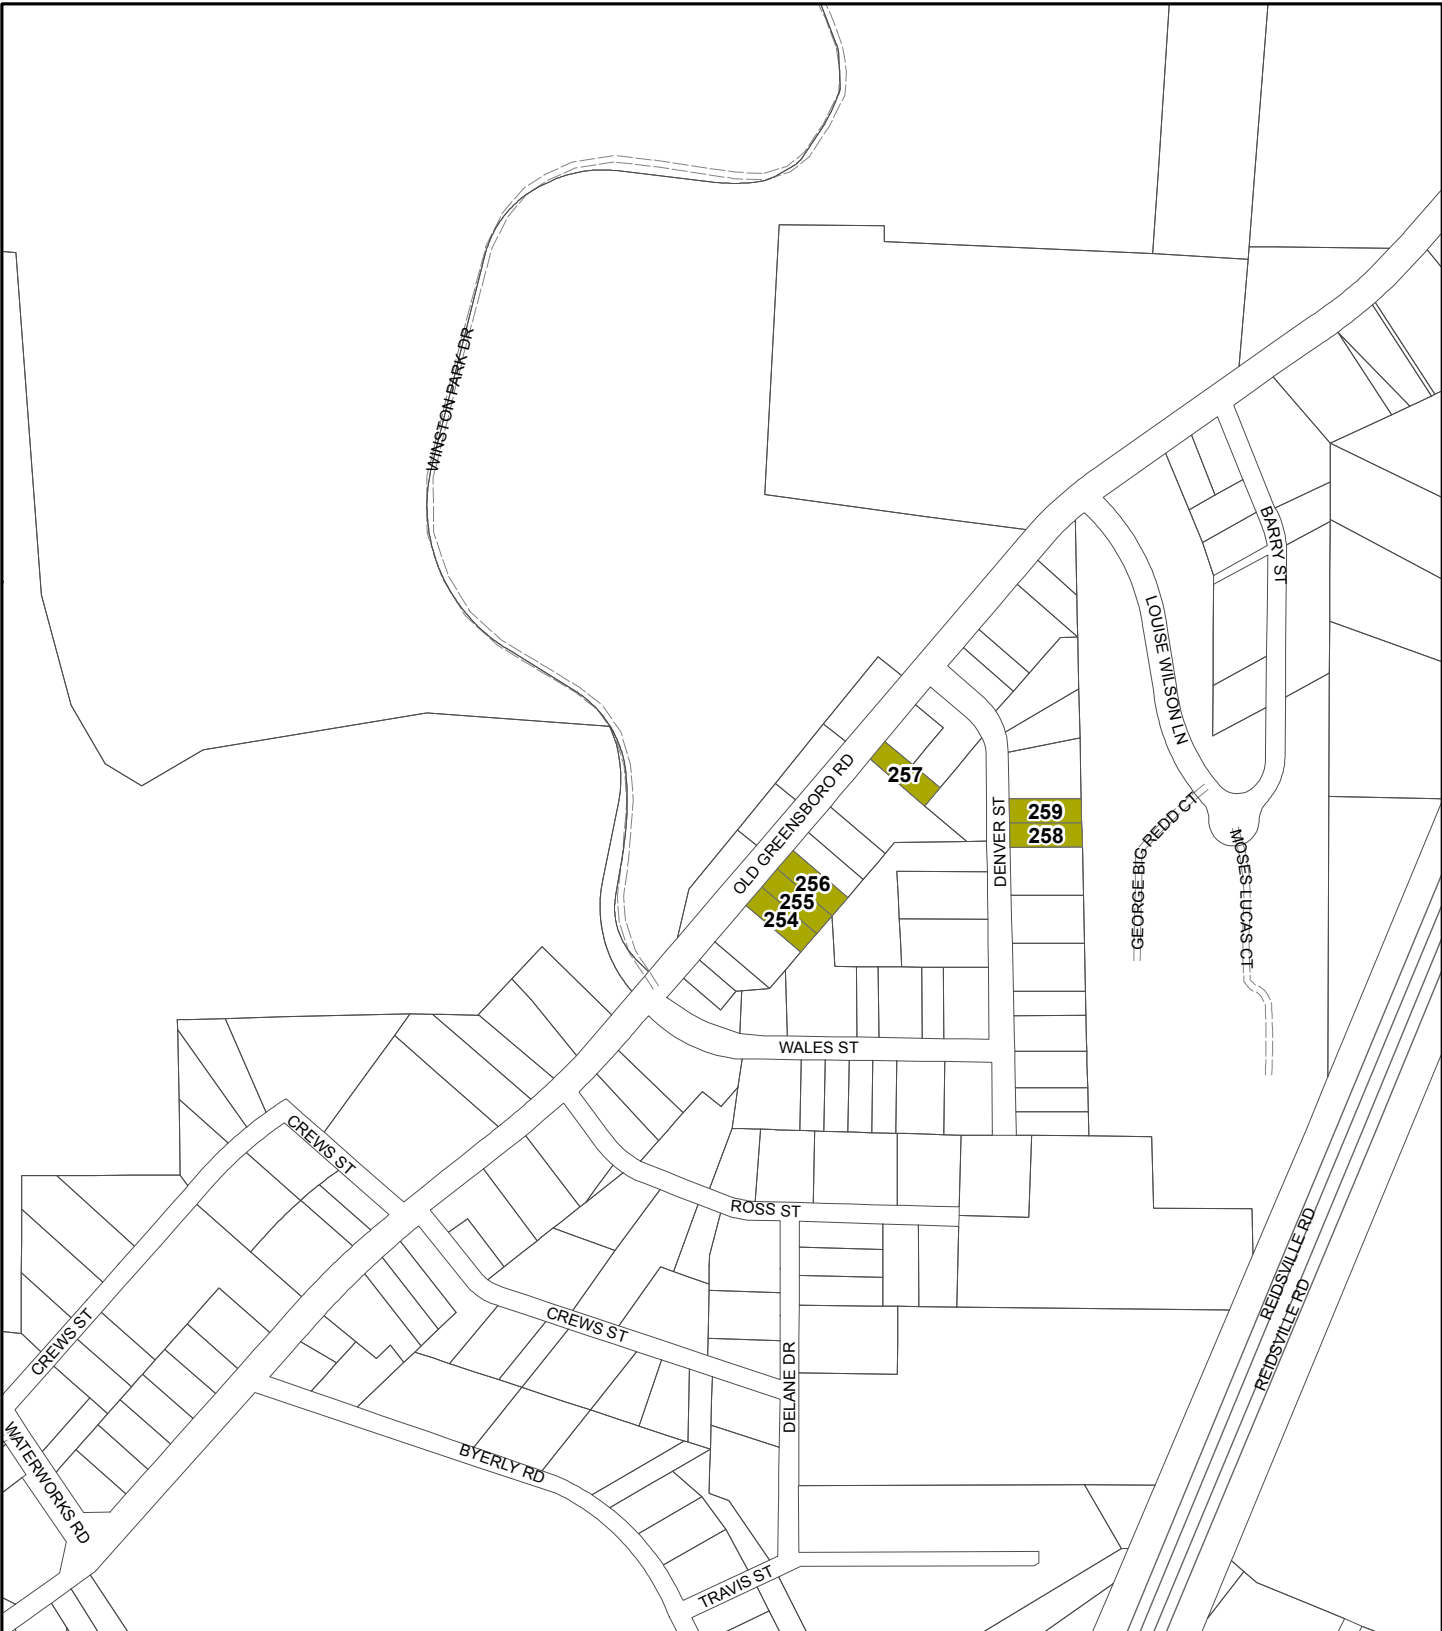 WINSTON PARK DR
BARRY ST
LOUISE WILSON LN
OLD GREENSBORO RD
257
DENVER ST
259
258
GEORGE BIG REDD CT
MOSES LUCAS CT
256
255
254
WALES ST
CREWS ST
ROSS ST
REIDSVILLE RD
REIDSVILLE RD
CREWS ST
CREWS ST
DELANE DR
WATERWORKS RD
BYERLY RD
TRAVIS ST